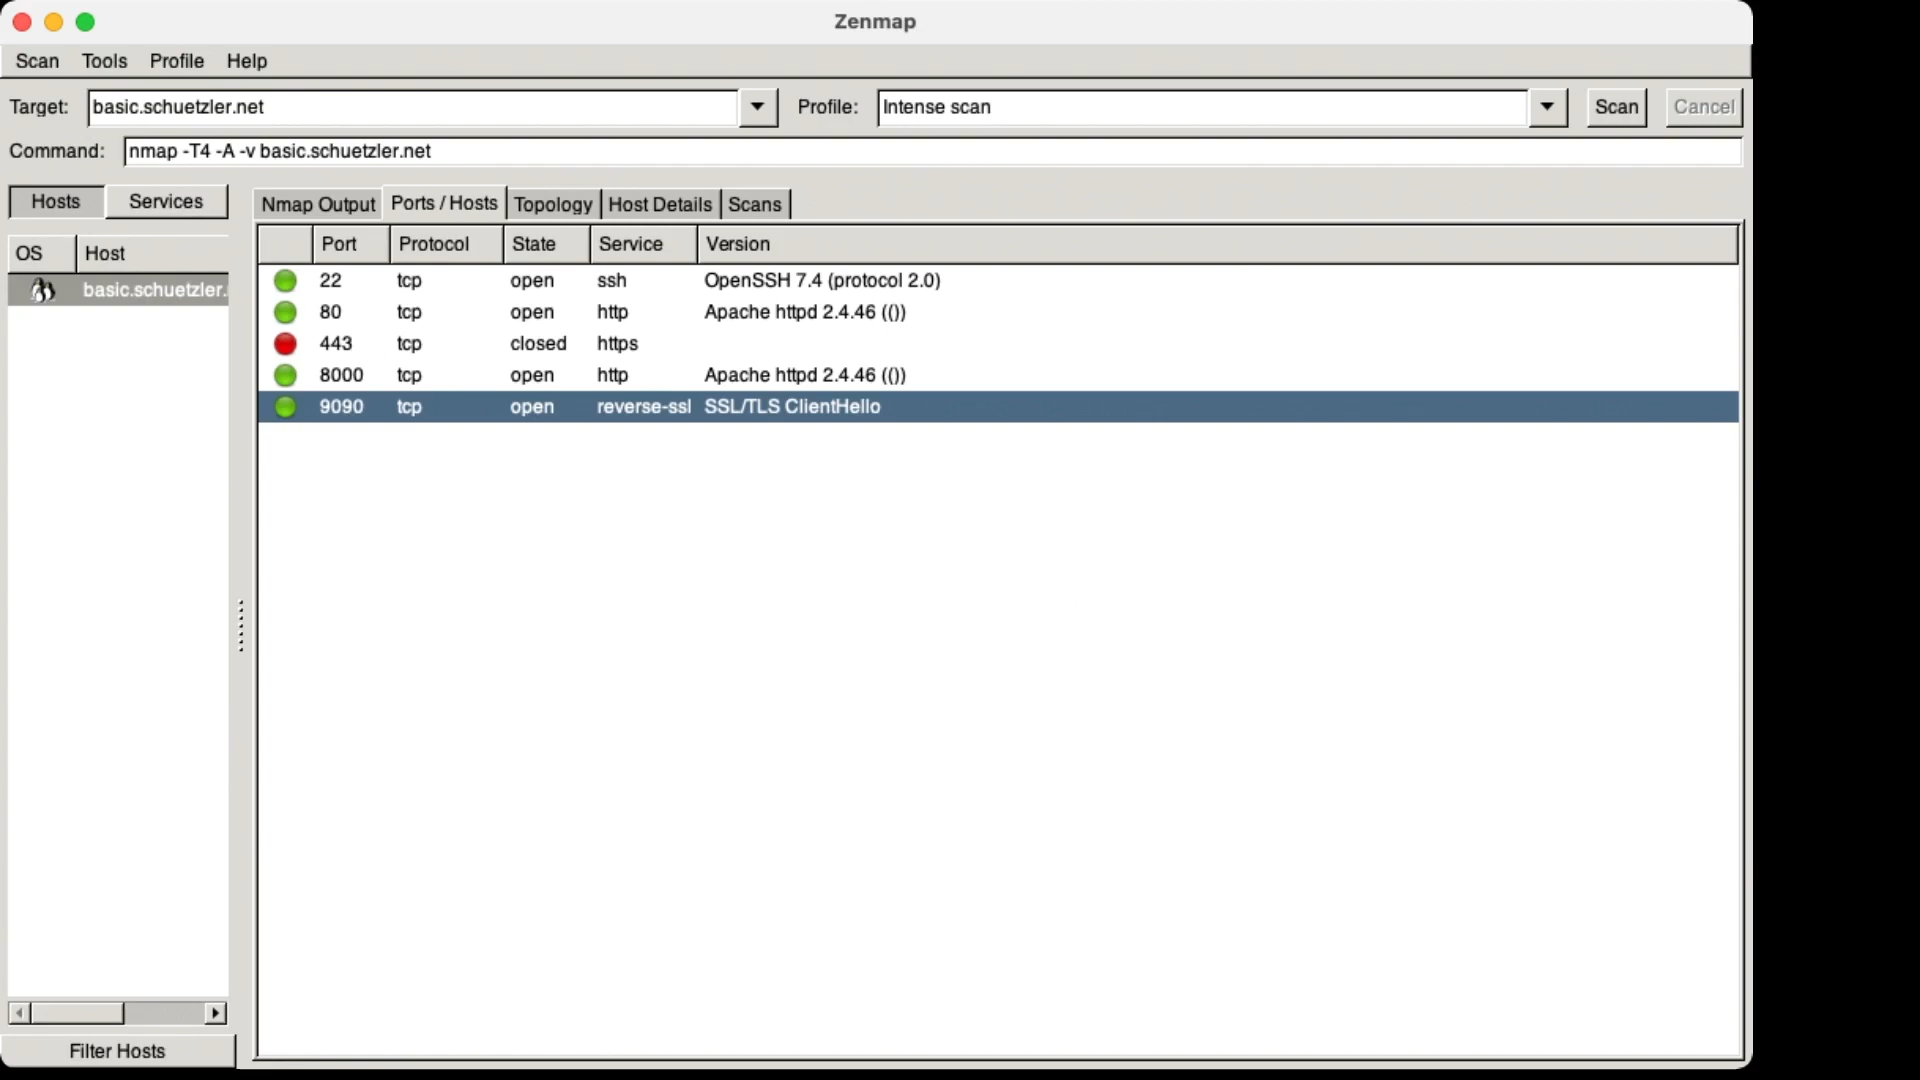 Zenmap
Scan Tools Profile Help
Target: basic.schuetzler.net Profile: Intense scan Scan Cancel
Command: nmap -T4 -A -v basic.schuetzler.net
Hosts Services
Nmap Output Ports / Hosts Topology Host Details Scans
OS Host
basic.schuetzler.
Port Protocol State Service Version
22 tcp open ssh OpenSSH 7.4 (protocol 2.0)
80 tcp open http Apache httpd 2.4.46 (())
443 tcp closed https
8000 tcp open http Apache httpd 2.4.46 (())
9090 tcp open reverse-ssl SSL/TLS ClientHello
Filter Hosts